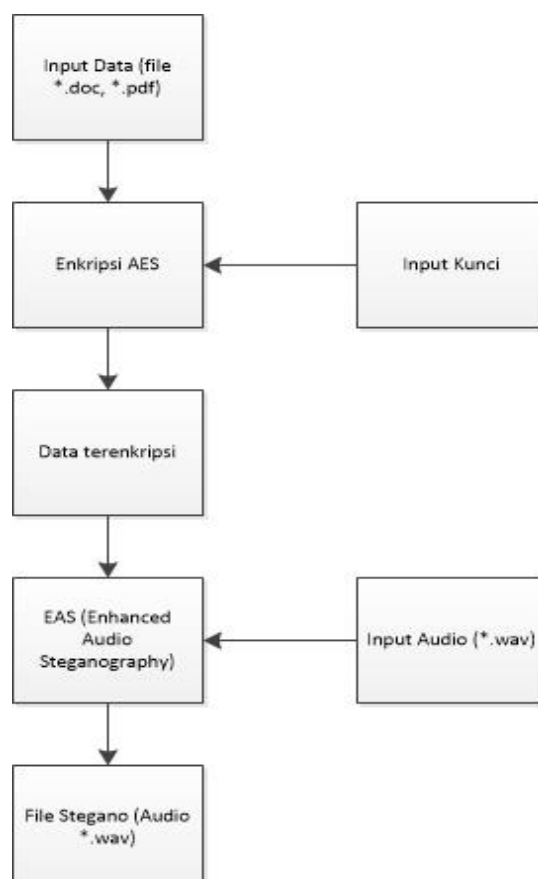 Input Data (file
*.doc, *.pdf)
Enkripsi AES
Input Kunci
Data terenkripsi
EAS (Enhanced
Audio
Steganography)
Input Audio (*.wav)
File Stegano (Audio
*.wav)